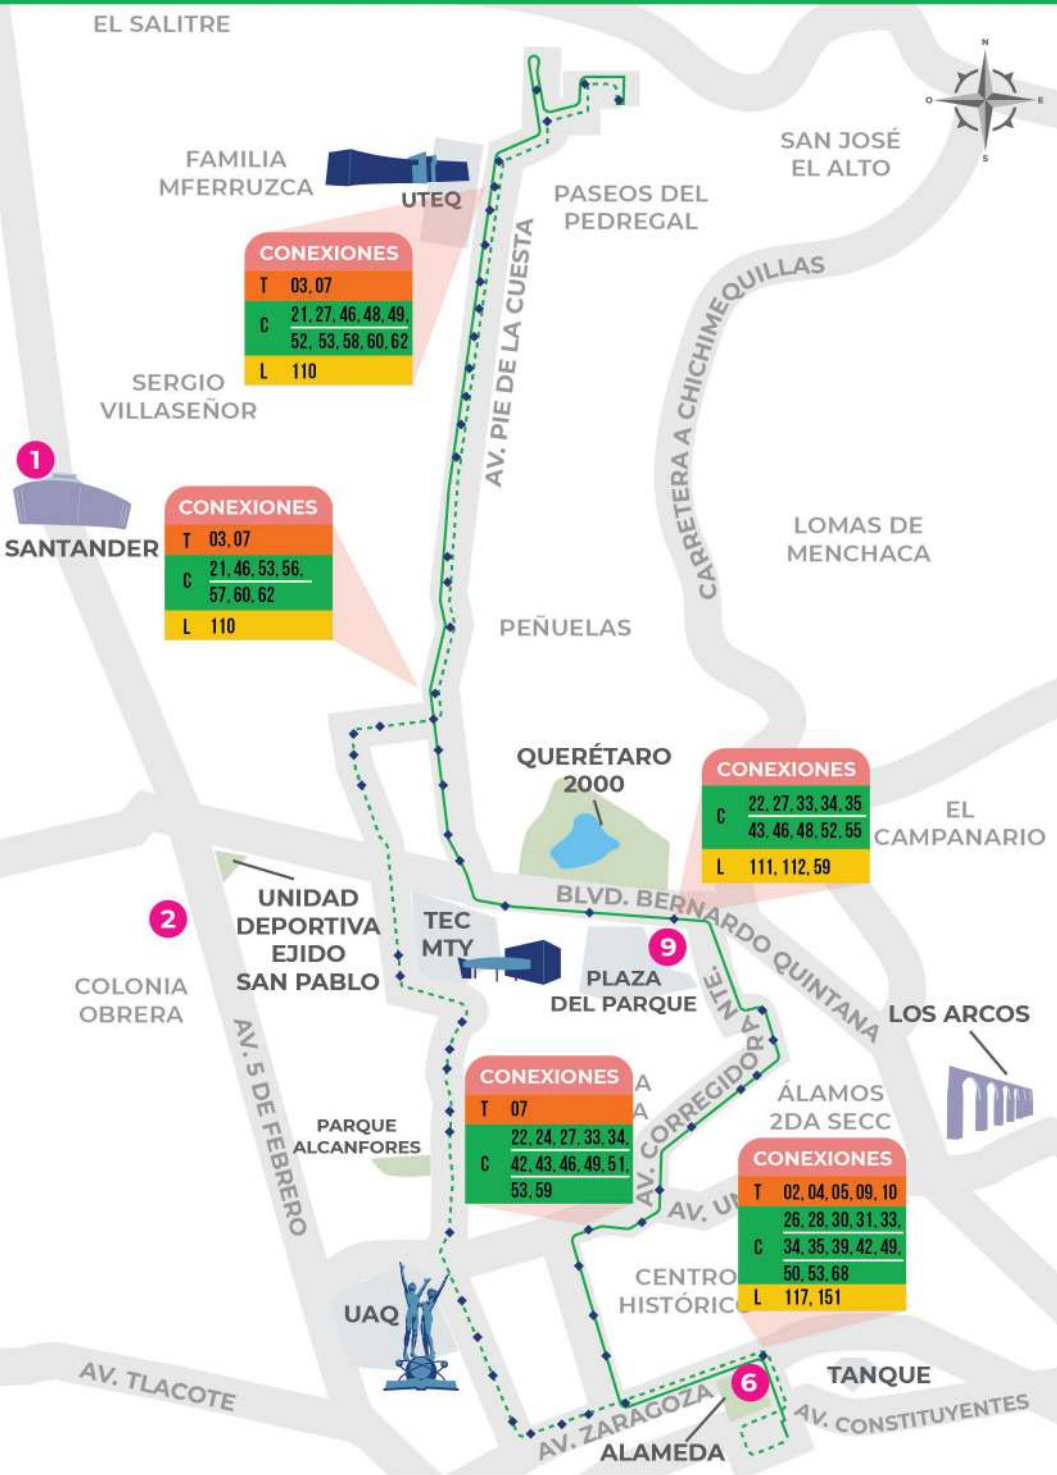 EL SALITRE
N
O
E
S
SAN JOSÉ
EL ALTO
FAMILIA
MFERRUZCA
UTEQ
PASEOS DEL
PEDREGAL
CONEXIONES
T 03, 07
C 21, 27, 46, 48, 49,
52, 53, 58, 60, 62
L 110
AV. PIE DE LA CUESTA
CARRETERA A CHICHIMEQUILLAS
SERGIO
VILLASEÑOR
1
SANTANDER
CONEXIONES
T 03, 07
C 21, 46, 53, 56,
57, 60, 62
L 110
LOMAS DE
MENCHACA
PEÑUELAS
QUERÉTARO
2000
CONEXIONES
C 22, 27, 33, 34, 35
43, 46, 48, 52, 55
L 111, 112, 59
EL
CAMPANARIO
2
UNIDAD
DEPORTIVA
EJIDO
SAN PABLO
TEC
MTY
BLVD. BERNARDO QUINTANA
9
PLAZA
DEL PARQUE
COLONIA
OBRERA
AV. 5 DE FEBRERO
AV. CORREGIDORA NTE.
LOS ARCOS
CONEXIONES
T 07
C 22, 24, 27, 33, 34,
42, 43, 46, 49, 51,
53, 59
A
A
ÁLAMOS
2DA SECC
PARQUE
ALCANFORES
CONEXIONES
T 02, 04, 05, 09, 10
C 26, 28, 30, 31, 33,
34, 35, 39, 42, 49,
50, 53, 68
L 117, 151
AV. UN
CENTRO
HISTÓRICO
UAQ
AV. TLACOTE
AV. ZARAGOZA
6
ALAMEDA
TANQUE
AV. CONSTITUYENTES